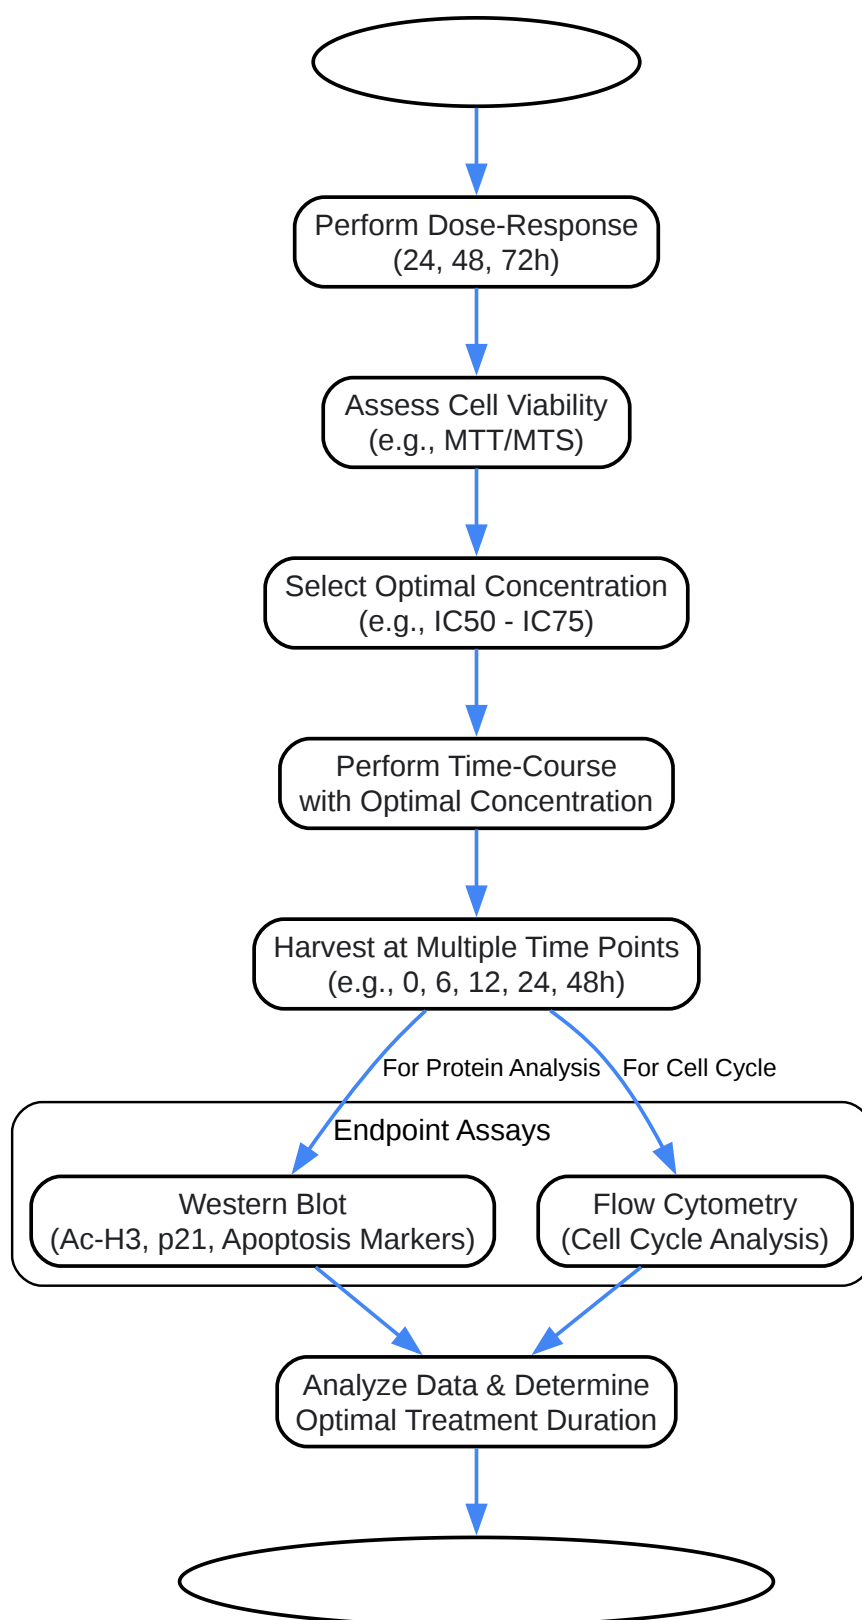 Perform Dose-Response
(24, 48, 72h)
Assess Cell Viability
(e.g., MTT/MTS)
Select Optimal Concentration
(e.g., IC50 - IC75)
Perform Time-Course
with Optimal Concentration
Harvest at Multiple Time Points
(e.g., 0, 6, 12, 24, 48h)
For Protein Analysis
For Cell Cycle
Endpoint Assays
Western Blot
(Ac-H3, p21, Apoptosis Markers)
Flow Cytometry
(Cell Cycle Analysis)
Analyze Data & Determine
Optimal Treatment Duration